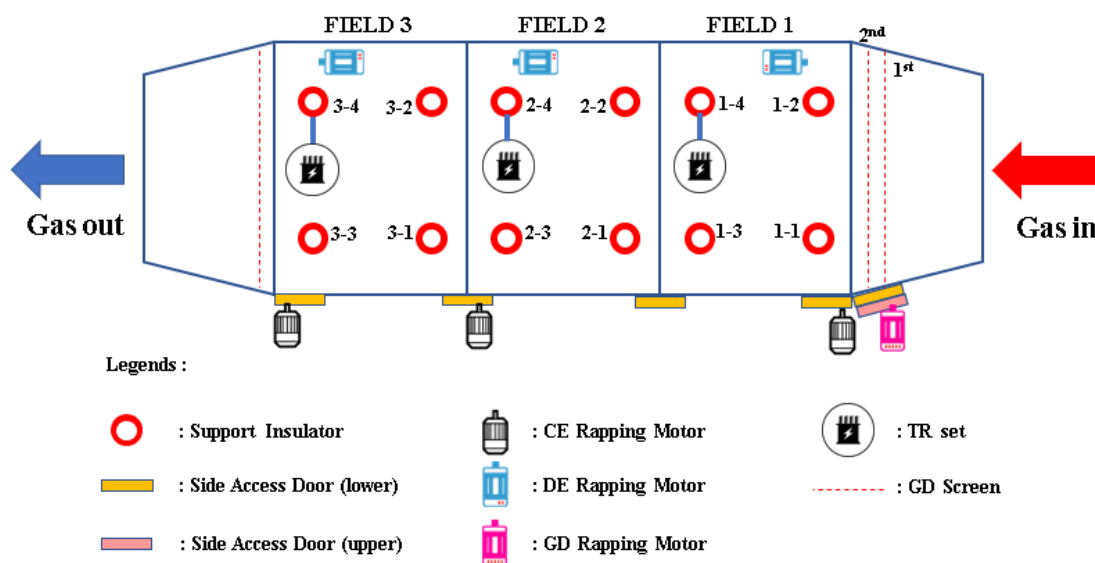 FIELD 3 FIELD 2 FIELD 1
2nd
1st
3-4 3-2 2-4 2-2 1-4 1-2
Gas out
Gas in
3-3 3-1 2-3 2-1 1-3 1-1
Legends :
: Support Insulator : CE Rapping Motor : TR set
: Side Access Door (lower) : DE Rapping Motor : GD Screen
: Side Access Door (upper) : GD Rapping Motor